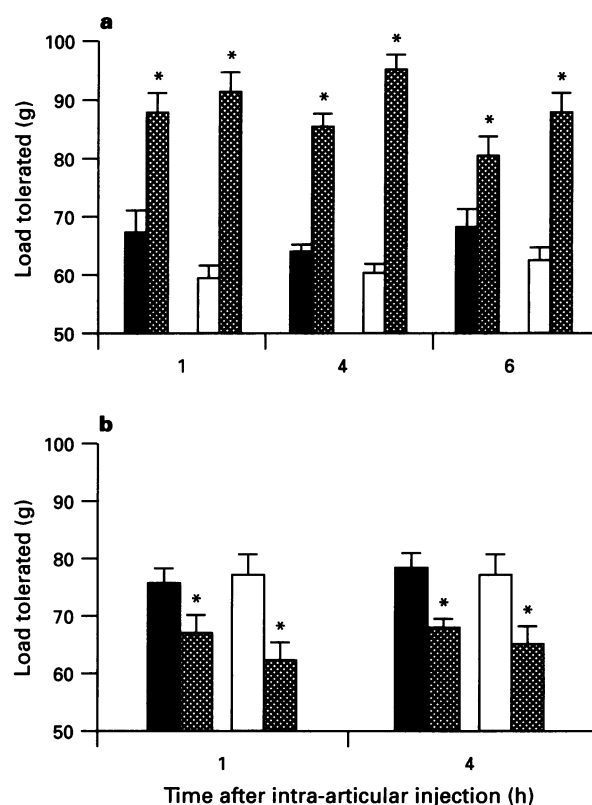 a
100
90
80
70
60
50
Load tolerated (g)
* * * * * *
1 4 6
b
100
90
80
70
60
50
Load tolerated (g)
* * * *
1 4
Time after intra-articular injection (h)